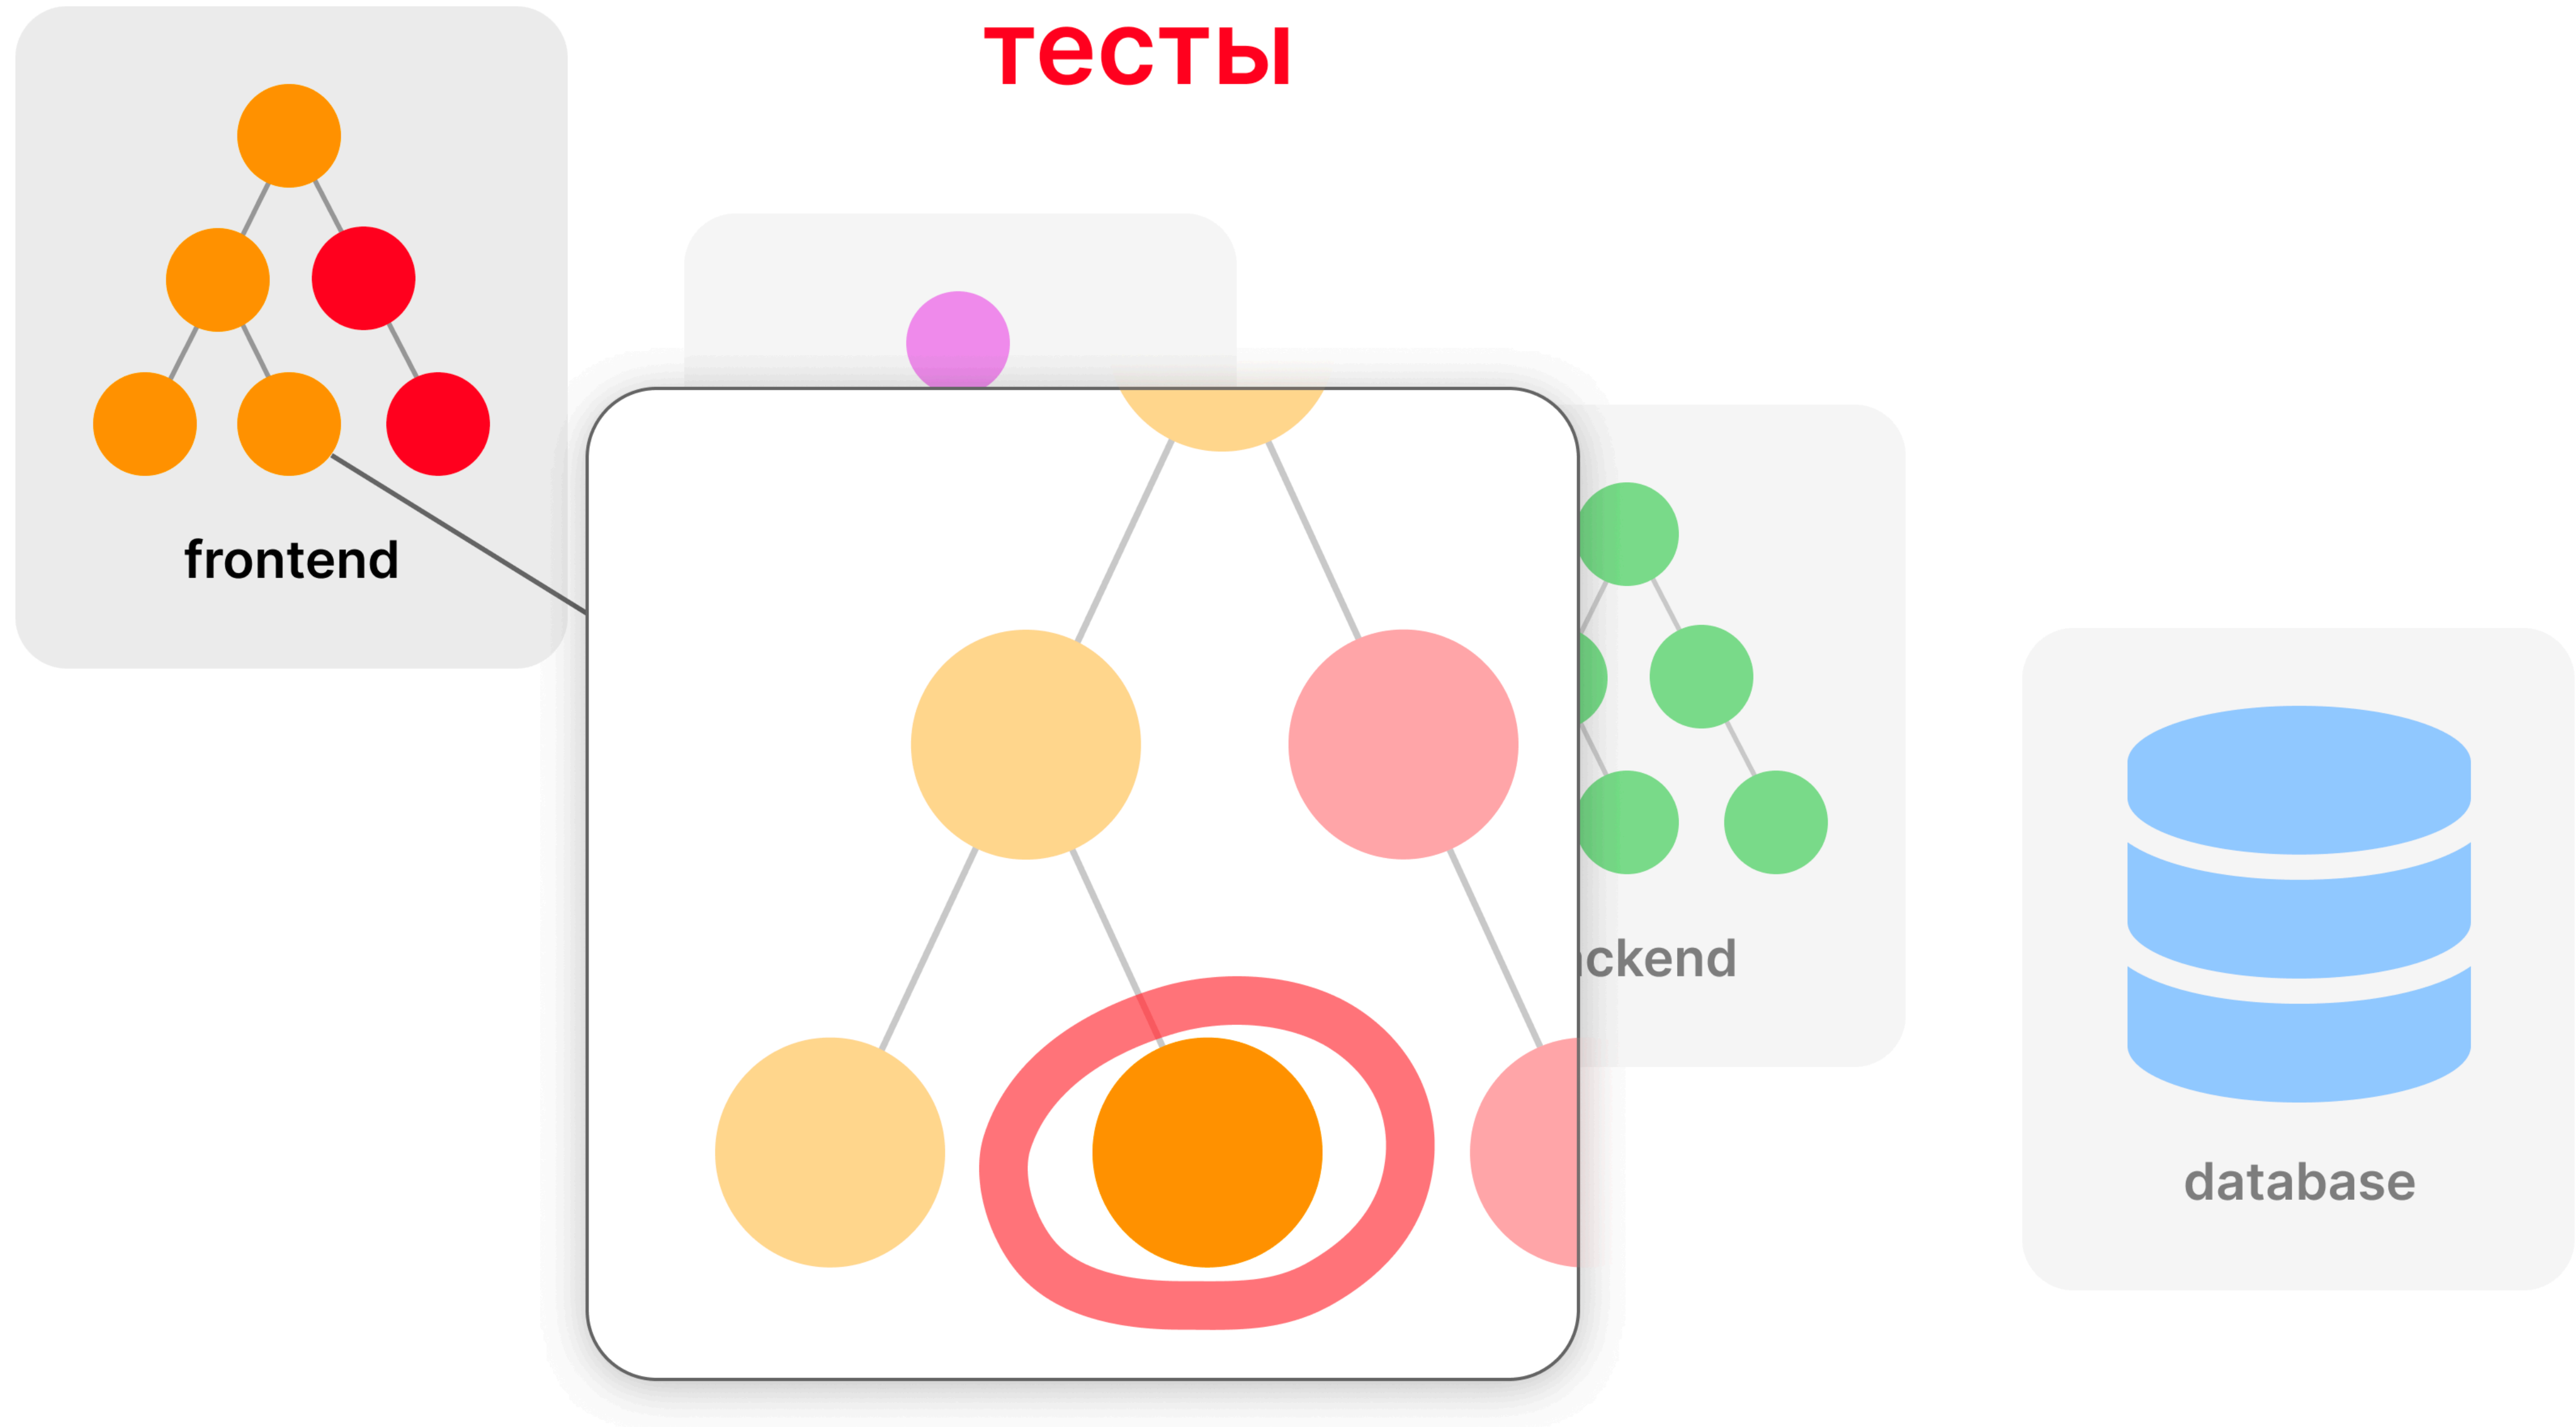 тесты
frontend
ckend
database